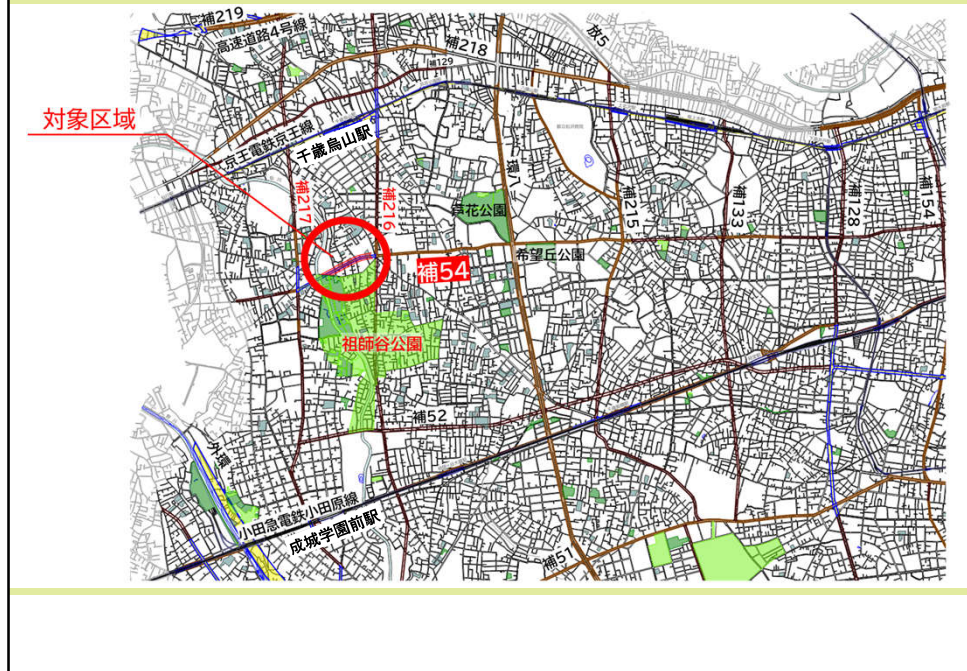 補219
高速道路4号線
補218
補129
放5
対象区域
京王電鉄京王線
千歳烏山駅
環八
補217
補216
芦花公園
補215
補133
補128
補154
補54
希望丘公園
祖師谷公園
補52
外環
小田急電鉄小田原線
成城学園前駅
補51